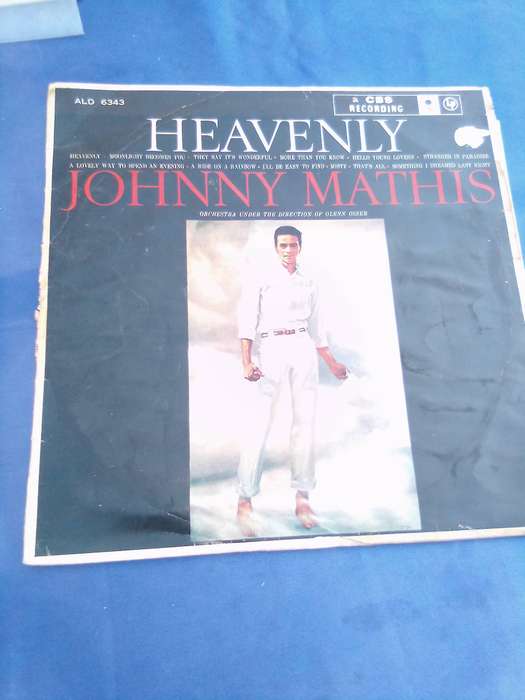 ALD 6343
a CBS
RECORDING
LP
HEAVENLY
HEAVENLY · MOONLIGHT BECOMES YOU · THEY SAY IT'S WONDERFUL · MORE THAN YOU KNOW · HELLO YOUNG LOVERS · STRANGER IN PARADISE
A LOVELY WAY TO SPEND AN EVENING · A RIDE ON A RAINBOW · I'LL BE EASY TO FIND · MISTY · THAT'S ALL · SOMETHING I DREAMED LAST NIGHT
JOHNNY MATHIS
ORCHESTRA UNDER THE DIRECTION OF GLENN OSSER